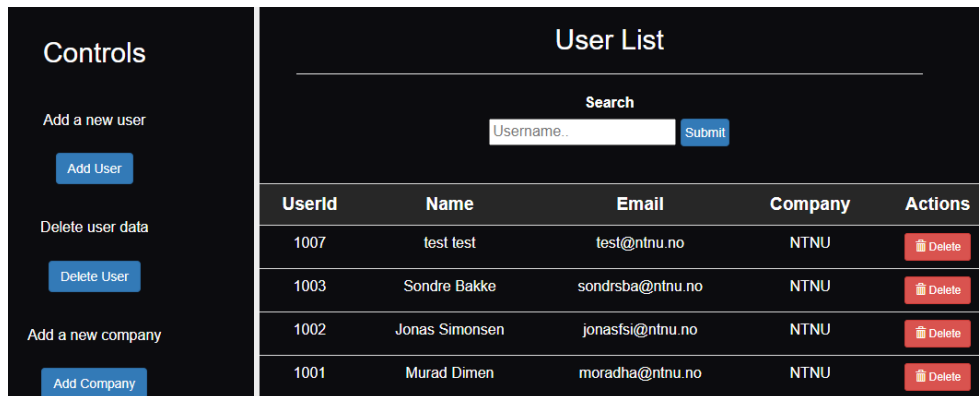 Controls
Add a new user
Add User
Delete user data
Delete User
Add a new company
Add Company
User List
Search
Username..
Submit
UserId Name Email Company Actions
1007 test test test@ntnu.no NTNU Delete
1003 Sondre Bakke sondrsba@ntnu.no NTNU Delete
1002 Jonas Simonsen jonasfsi@ntnu.no NTNU Delete
1001 Murad Dimen moradha@ntnu.no NTNU Delete